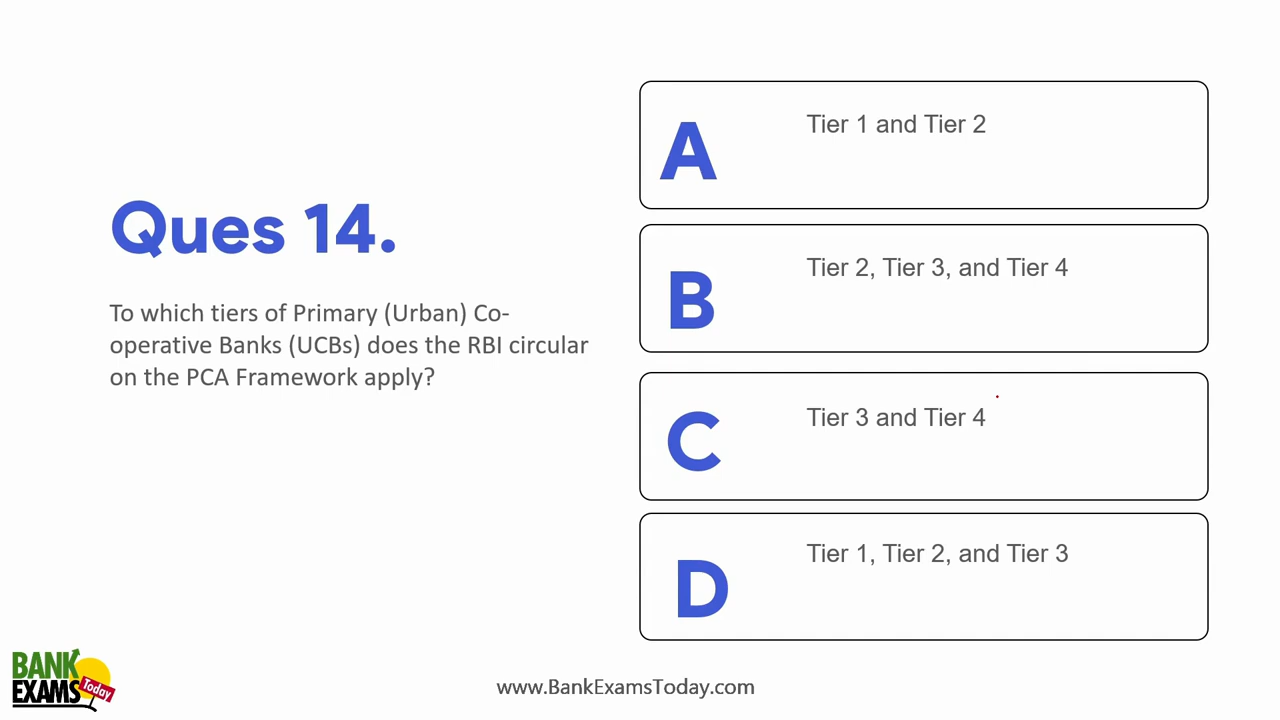 Ques 14.
To which tiers of Primary (Urban) Co-
operative Banks (UCBs) does the RBI circular
on the PCA Framework apply?
A
Tier 1 and Tier 2
B
Tier 2, Tier 3, and Tier 4
C
Tier 3 and Tier 4
D
Tier 1, Tier 2, and Tier 3
BANK
EXAMS
Today
www.BankExamsToday.com